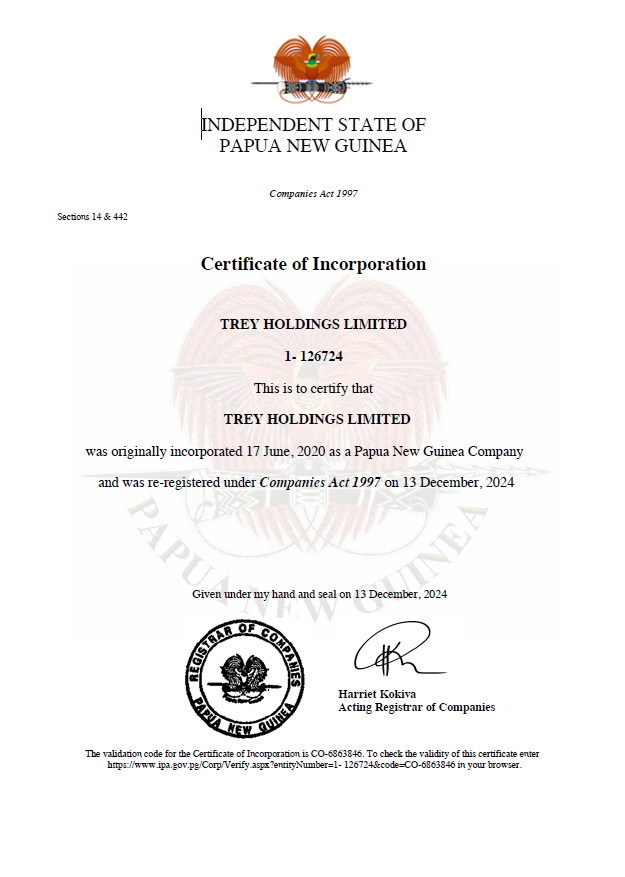 INDEPENDENT STATE OF
PAPUA NEW GUINEA
Companies Act 1997
Sections 14 & 442
Certificate of Incorporation
TREY HOLDINGS LIMITED
1- 126724
This is to certify that
TREY HOLDINGS LIMITED
was originally incorporated 17 June, 2020 as a Papua New Guinea Company
and was re-registered under Companies Act 1997 on 13 December, 2024
PAPUA NEW GUINEA
Given under my hand and seal on 13 December, 2024
REGISTRAR OF COMPANIES
PAPUA NEW GUINEA
Harriet Kokiva
Acting Registrar of Companies
The validation code for the Certificate of Incorporation is CO-6863846. To check the validity of this certificate enter
https://www.ipa.gov.pg/Corp/Verify.aspx?entityNumber=1- 126724&code=CO-6863846 in your browser.